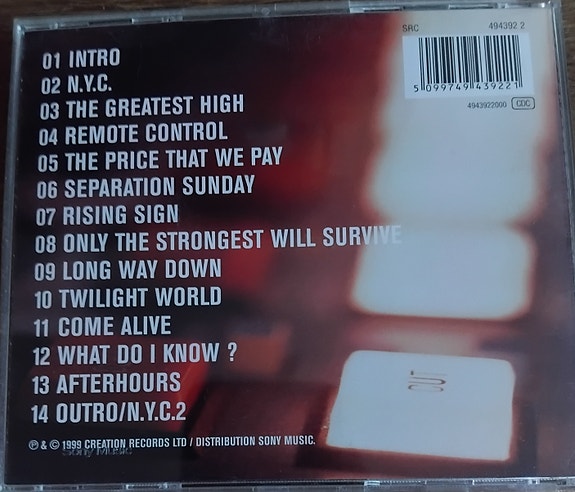 SRC 494392 2
5 099749 439221
4943922000 CDC
01 INTRO
02 N.Y.C.
03 THE GREATEST HIGH
04 REMOTE CONTROL
05 THE PRICE THAT WE PAY
06 SEPARATION SUNDAY
07 RISING SIGN
08 ONLY THE STRONGEST WILL SURVIVE
09 LONG WAY DOWN
10 TWILIGHT WORLD
11 COME ALIVE
12 WHAT DO I KNOW ?
13 AFTERHOURS
14 OUTRO/N.Y.C.2
℗ & © 1999 CREATION RECORDS LTD / DISTRIBUTION SONY MUSIC.
Sony Music